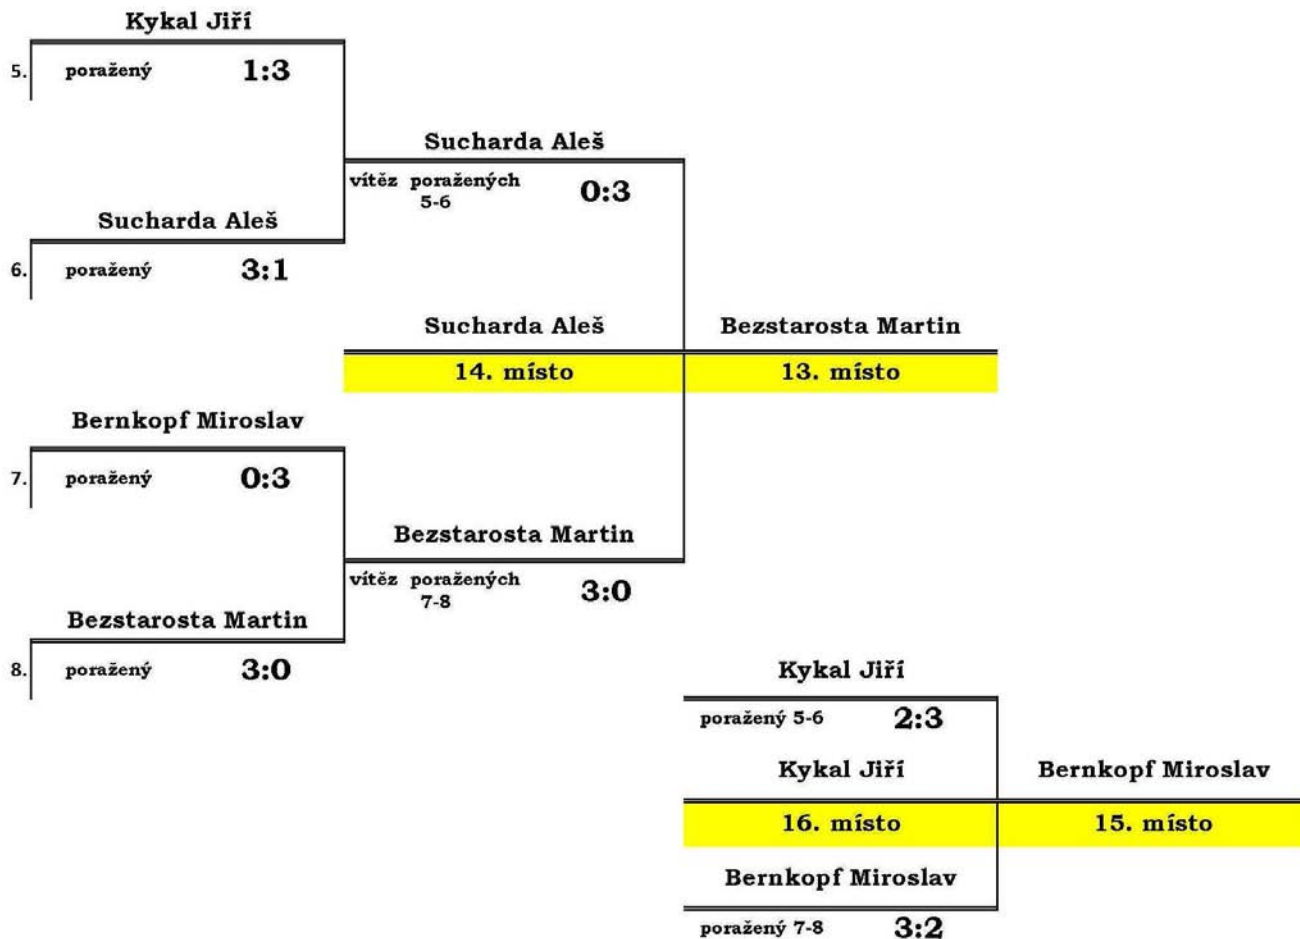 Kykal Jiří
5. poražený 1:3
Sucharda Aleš
vítěz poražených 0:3
5-6
Sucharda Aleš
6. poražený 3:1
Sucharda Aleš Bezstarosta Martin
14. místo 13. místo
Bernkopf Miroslav
7. poražený 0:3
Bezstarosta Martin
vítěz poražených 3:0
7-8
Bezstarosta Martin
8. poražený 3:0
Kykal Jiří
poražený 5-6 2:3
Kykal Jiří Bernkopf Miroslav
16. místo 15. místo
Bernkopf Miroslav
poražený 7-8 3:2